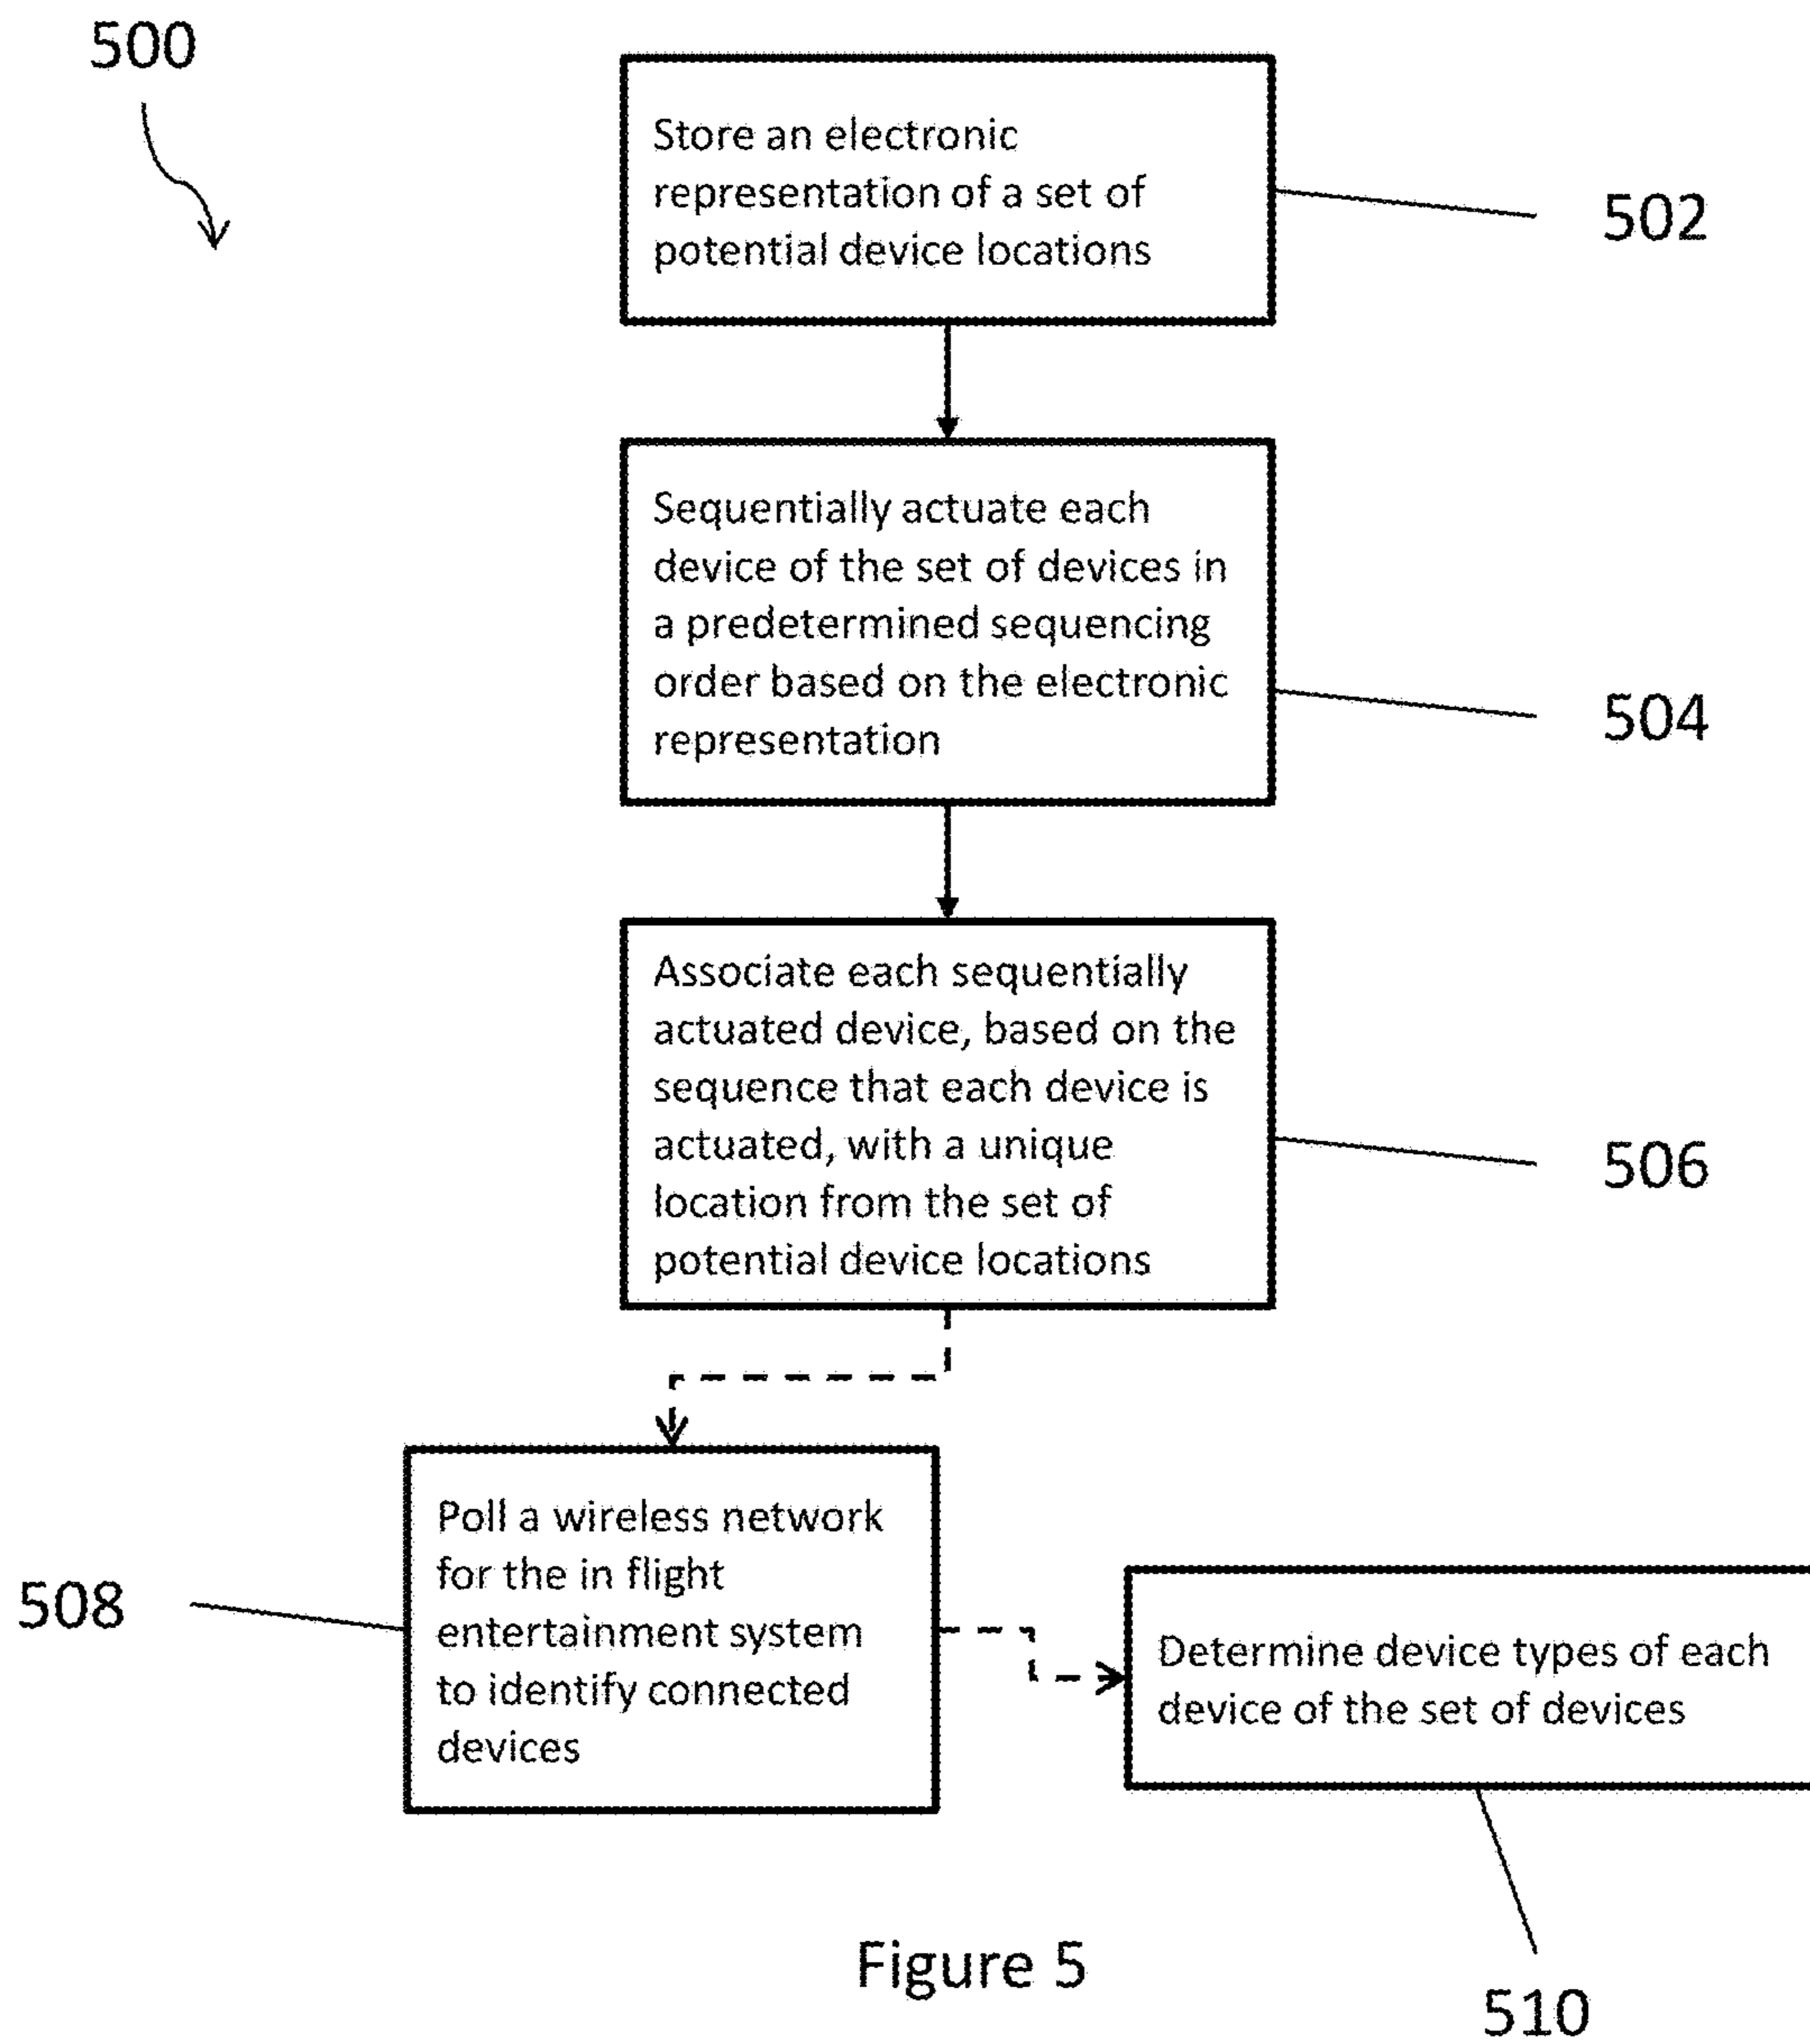 500
Store an electronic
representation of a set of
potential device locations
502
Sequentially actuate each
device of the set of devices in
a predetermined sequencing
order based on the electronic
representation
504
Associate each sequentially
actuated device, based on the
sequence that each device is
actuated, with a unique
location from the set of
potential device locations
506
Poll a wireless network
for the in flight
entertainment system
to identify connected
devices
508
Determine device types of each
device of the set of devices
510
Figure 5